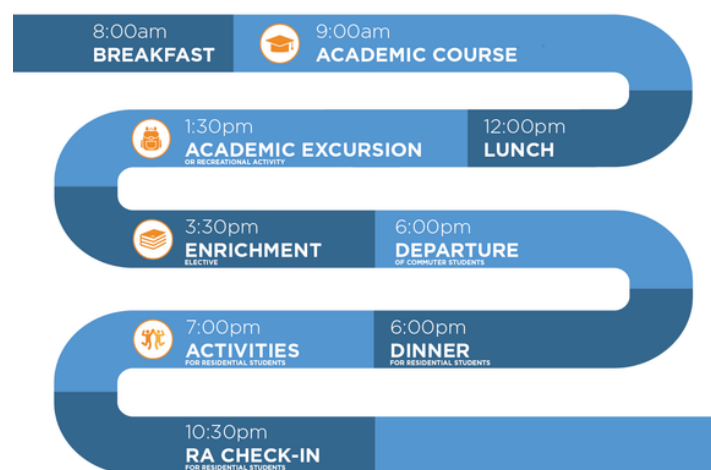 8:00am
BREAKFAST
9:00am
ACADEMIC COURSE
12:00pm
LUNCH
1:30pm
ACADEMIC EXCURSION
OR RECREATIONAL ACTIVITY
3:30pm
ENRICHMENT
ELECTIVE
6:00pm
DEPARTURE
OF COMMUTER STUDENTS
6:00pm
DINNER
FOR RESIDENTIAL STUDENTS
7:00pm
ACTIVITIES
FOR RESIDENTIAL STUDENTS
10:30pm
RA CHECK-IN
FOR RESIDENTIAL STUDENTS